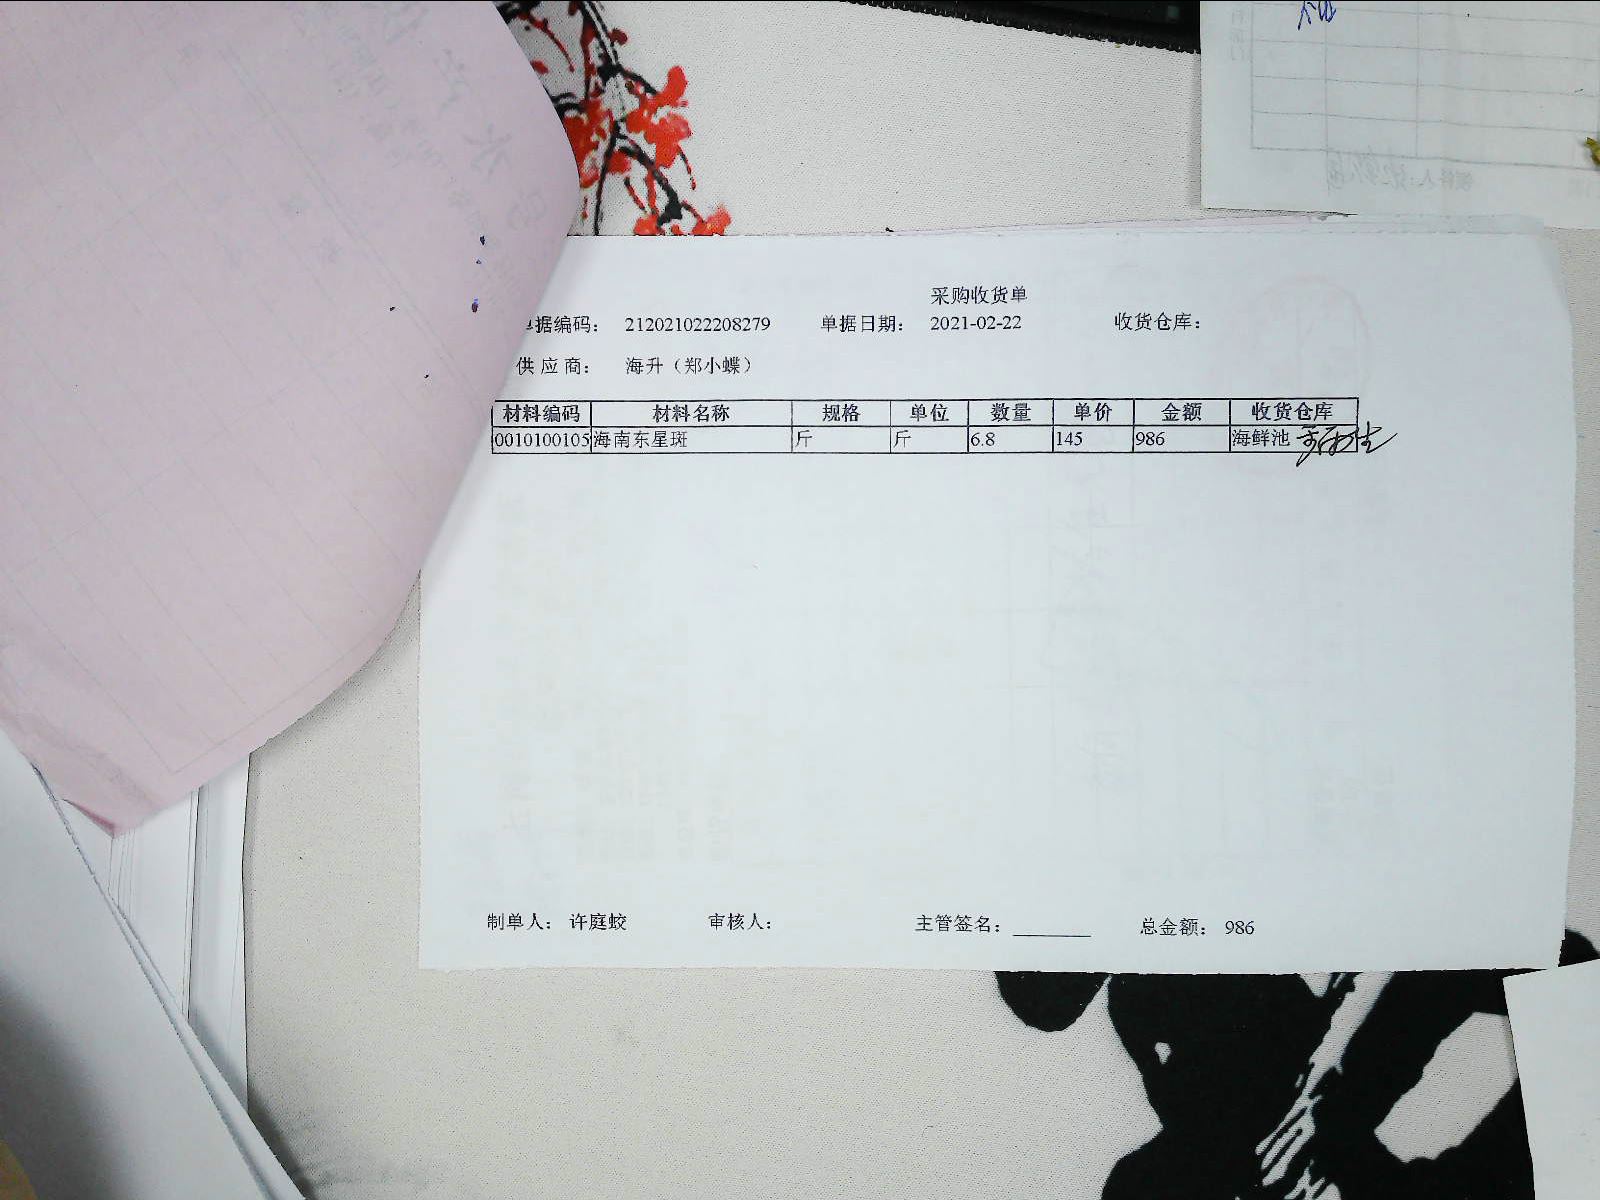 采购收货单
单据编码： 212021022208279 单据日期： 2021-02-22 收货仓库：
供应商： 海升（郑小蝶）
材料编码 材料名称 规格 单位 数量 单价 金额 收货仓库
0010100105 海南东星斑 斤 斤 6.8 145 986 海鲜池
制单人： 许庭蛟 审核人： 主管签名： 总金额： 986